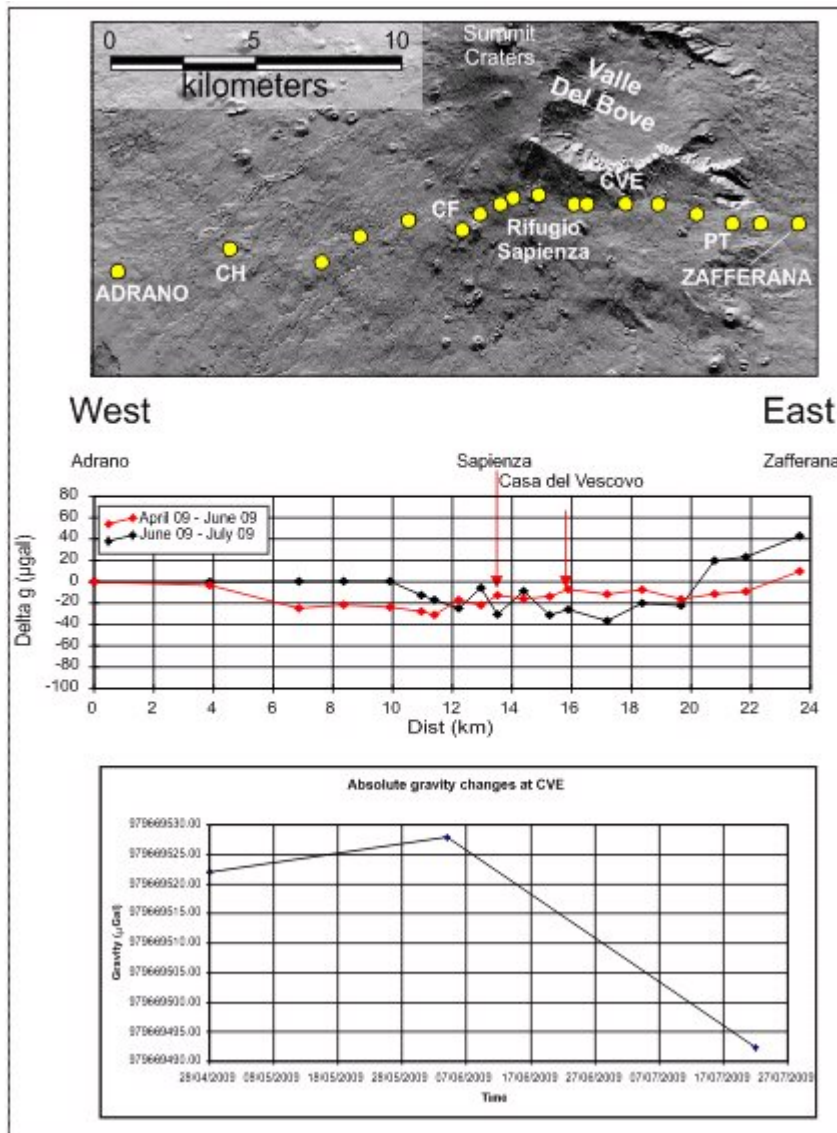 0 5 10
kilometers
Summit
Craters
Valle
Del Bove
CVE
CF
Rifugio
Sapienza
CH
PT
ADRANO
ZAFFERANA
West East
Adrano Sapienza Zafferana
Casa del Vescovo
April 09 - June 09
June 09 - July 09
Delta g (µgal)
80
60
40
20
0
-20
-40
-60
-80
-100
0 2 4 6 8 10 12 14 16 18 20 22 24
Dist (km)
Absolute gravity changes at CVE
Gravity (µGal)
979669530.00
979669525.00
979669520.00
979669515.00
979669510.00
979669505.00
979669500.00
979669495.00
979669490.00
28/04/2009 08/05/2009 18/05/2009 28/05/2009 07/06/2009 17/06/2009 27/06/2009 07/07/2009 17/07/2009 27/07/2009
Time